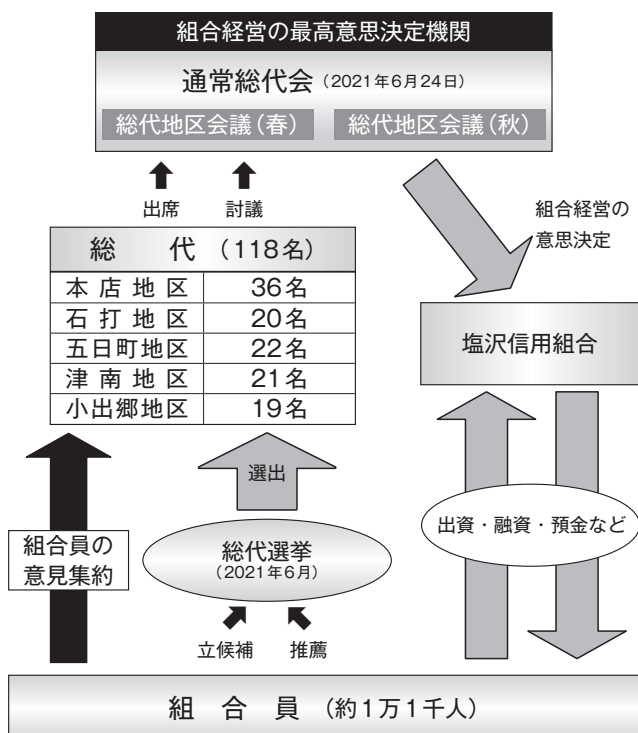 組合経営の最高意思決定機関
通常総代会（2021年6月24日）
総代地区会議（春） 総代地区会議（秋）
出席 討議
組合経営の
意思決定
総 代 （118名）
本店地区 36名
石打地区 20名
五日町地区 22名
津南地区 21名
小出郷地区 19名
塩沢信用組合
選出
出資・融資・預金など
組合員の
意見集約
総代選挙
（2021年6月）
立候補 推薦
組 合 員 （約1万1千人）